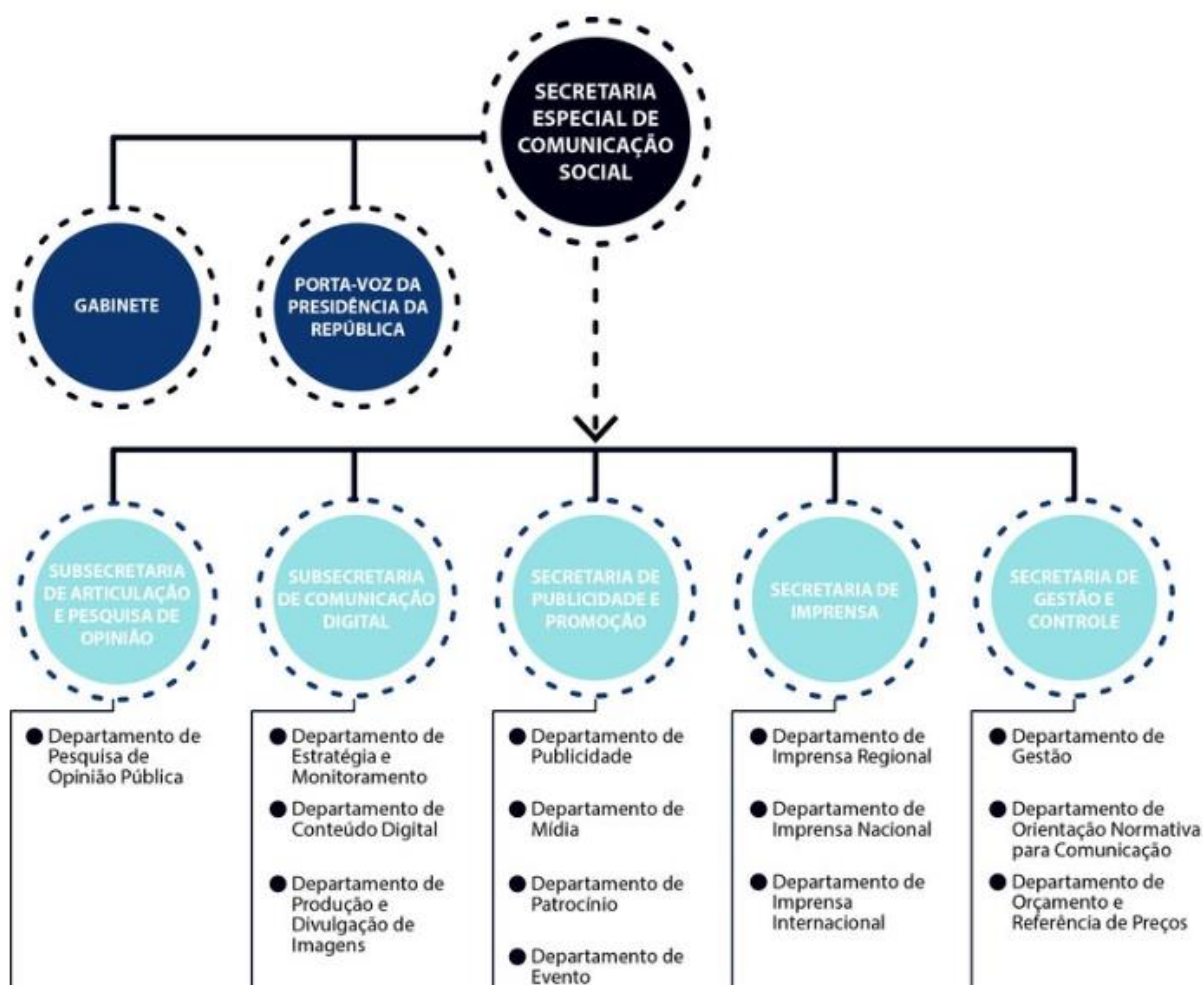 SECRETARIA
ESPECIAL DE
COMUNICAÇÃO
SOCIAL
GABINETE
PORTA-VOZ DA
PRESIDÊNCIA DA
REPÚBLICA
SUBSECRETARIA
DE ARTICULAÇÃO
E PESQUISA DE
OPINIÃO
SUBSECRETARIA
DE COMUNICAÇÃO
DIGITAL
SECRETARIA DE
PUBLICIDADE E
PROMOÇÃO
SECRETARIA
DE IMPRENSA
SECRETARIA DE
GESTÃO E
CONTROLE
Departamento de
Pesquisa de
Opinião Pública
Departamento de
Estratégia e
Monitoramento
Departamento de
Conteúdo Digital
Departamento de
Produção e
Divulgação de
Imagens
Departamento de
Publicidade
Departamento de
Mídia
Departamento de
Patrocínio
Departamento de
Evento
Departamento de
Imprensa Regional
Departamento de
Imprensa Nacional
Departamento de
Imprensa
Internacional
Departamento de
Gestão
Departamento de
Orientação Normativa
para Comunicação
Departamento de
Orçamento e
Referência de Preços